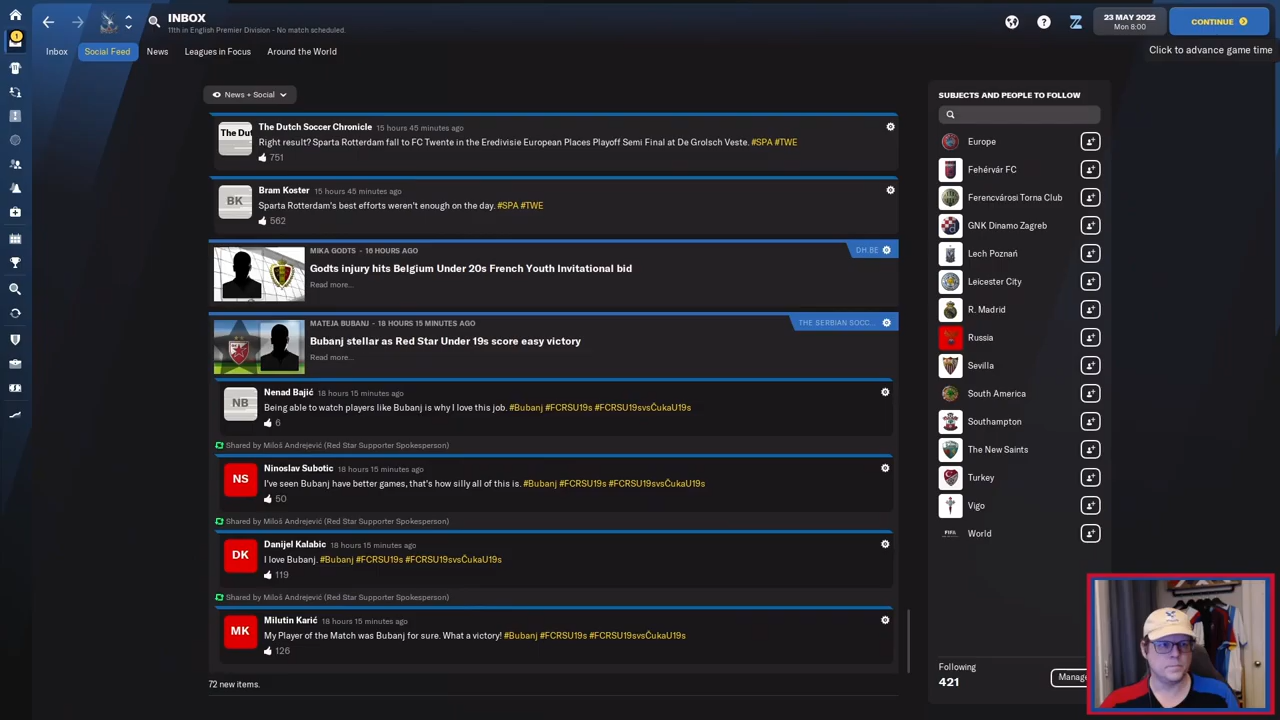 INBOX
11th in English Premier Division - No match scheduled.
23 MAY 2022
Mon 8:00
CONTINUE
Click to advance game time
1
Inbox
Social Feed
News
Leagues in Focus
Around the World
News + Social
The Dut
The Dutch Soccer Chronicle 15 hours 45 minutes ago
Right result? Sparta Rotterdam fall to FC Twente in the Eredivisie European Places Playoff Semi Final at De Grolsch Veste. #SPA #TWE
751
BK
Bram Koster 15 hours 45 minutes ago
Sparta Rotterdam's best efforts weren't enough on the day. #SPA #TWE
562
MIKA GODTS - 16 HOURS AGO
DH.BE
Godts injury hits Belgium Under 20s French Youth Invitational bid
Read more...
MATEJA BUBANJ - 18 HOURS 15 MINUTES AGO
THE SERBIAN SOCC...
Bubanj stellar as Red Star Under 19s score easy victory
Read more...
NB
Nenad Bajić 18 hours 15 minutes ago
Being able to watch players like Bubanj is why I love this job. #Bubanj #FCRSU19s #FCRSU19svsČukaU19s
6
Shared by Miloš Andrejević (Red Star Supporter Spokesperson)
NS
Ninoslav Subotic 18 hours 15 minutes ago
I've seen Bubanj have better games, that's how silly all of this is. #Bubanj #FCRSU19s #FCRSU19svsČukaU19s
50
Shared by Miloš Andrejević (Red Star Supporter Spokesperson)
DK
Danijel Kalabic 18 hours 15 minutes ago
I love Bubanj. #Bubanj #FCRSU19s #FCRSU19svsČukaU19s
119
Shared by Miloš Andrejević (Red Star Supporter Spokesperson)
MK
Milutin Karić 18 hours 15 minutes ago
My Player of the Match was Bubanj for sure. What a victory! #Bubanj #FCRSU19s #FCRSU19svsČukaU19s
126
72 new items.
SUBJECTS AND PEOPLE TO FOLLOW
Europe
Fehérvár FC
Ferencvárosi Torna Club
GNK Dinamo Zagreb
Lech Poznań
Leicester City
R. Madrid
Russia
Sevilla
South America
Southampton
The New Saints
Turkey
Vigo
FIFA
World
Following
421
Manage